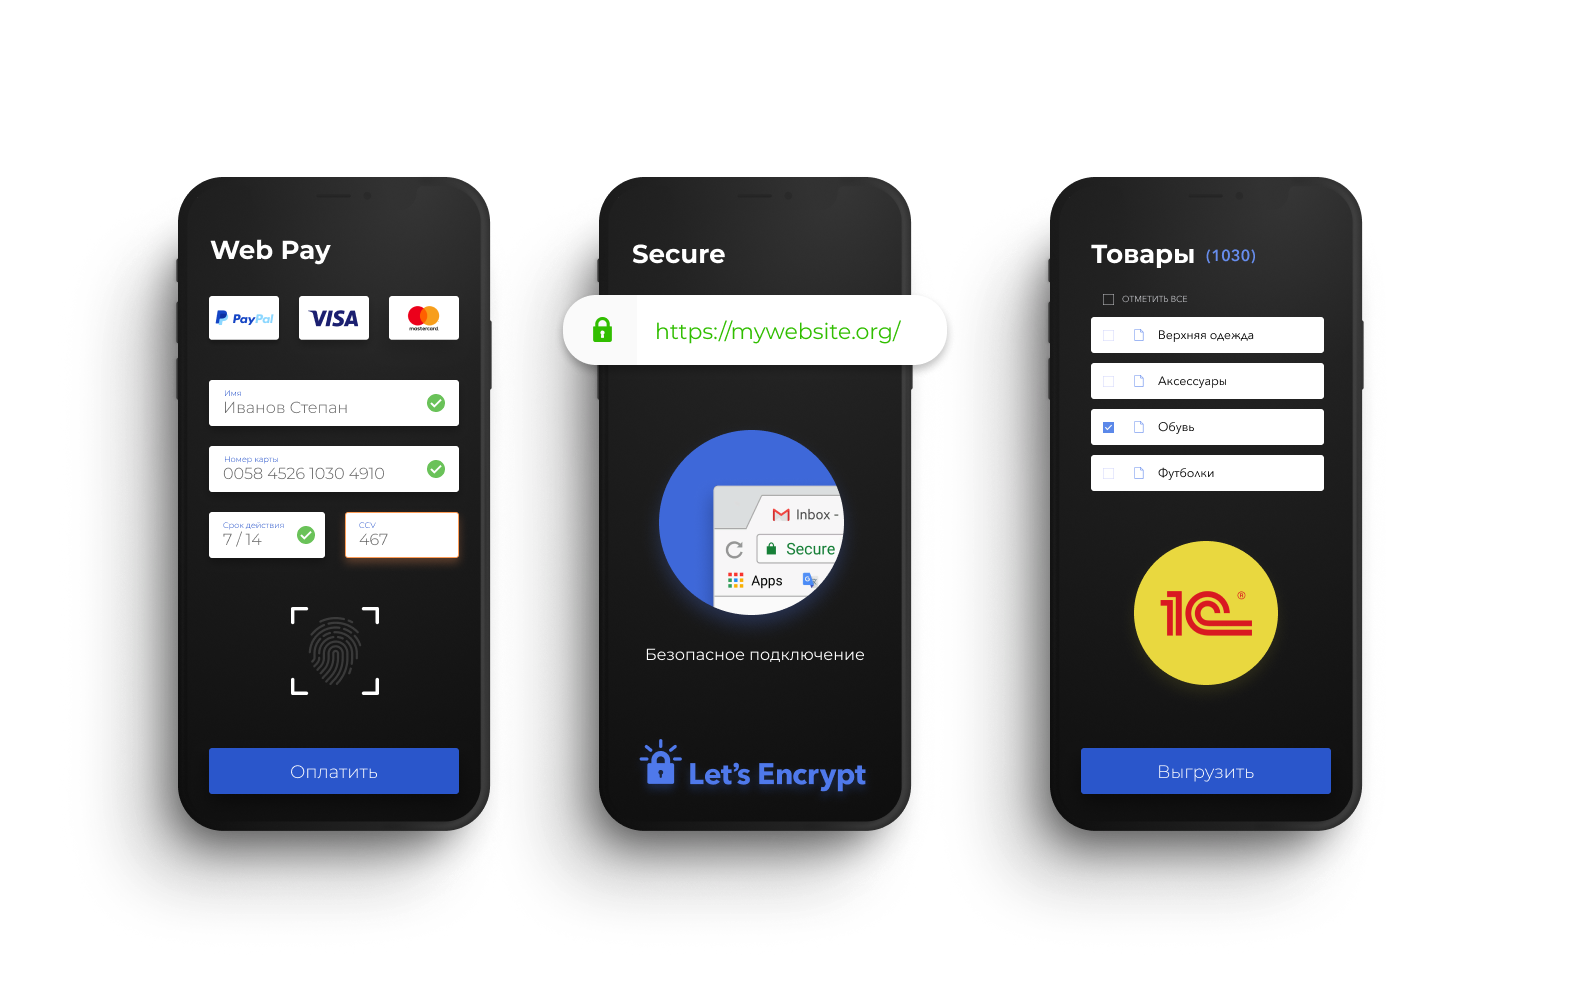 Web Pay
PayPal
VISA
mastercard
Имя
Иванов Степан
Номер карты
0058 4526 1030 4910
Срок действия
7 / 14
CCV
467
Оплатить
Secure
https://mywebsite.org/
Inbox -
Secure
Apps
G
Безопасное подключение
Let's Encrypt
Товары (1030)
ОТМЕТИТЬ ВСЕ
Верхняя одежда
Аксессуары
Обувь
Футболки
1C®
Выгрузить